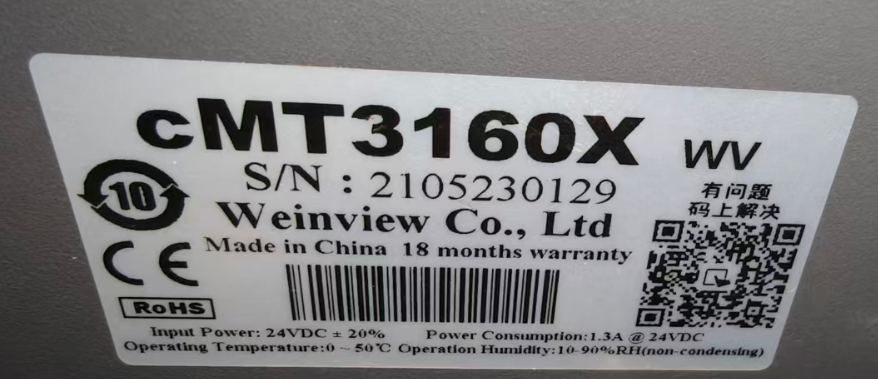 cMT3160X WV
S/N : 2105230129
Weinview Co., Ltd
Made in China 18 months warranty
10
CE
RoHS
有问题
码上解决
Input Power: 24VDC ± 20% Power Consumption:1.3A @ 24VDC
Operating Temperature:0 ~ 50℃ Operation Humidity:10-90%RH(non-condensing)